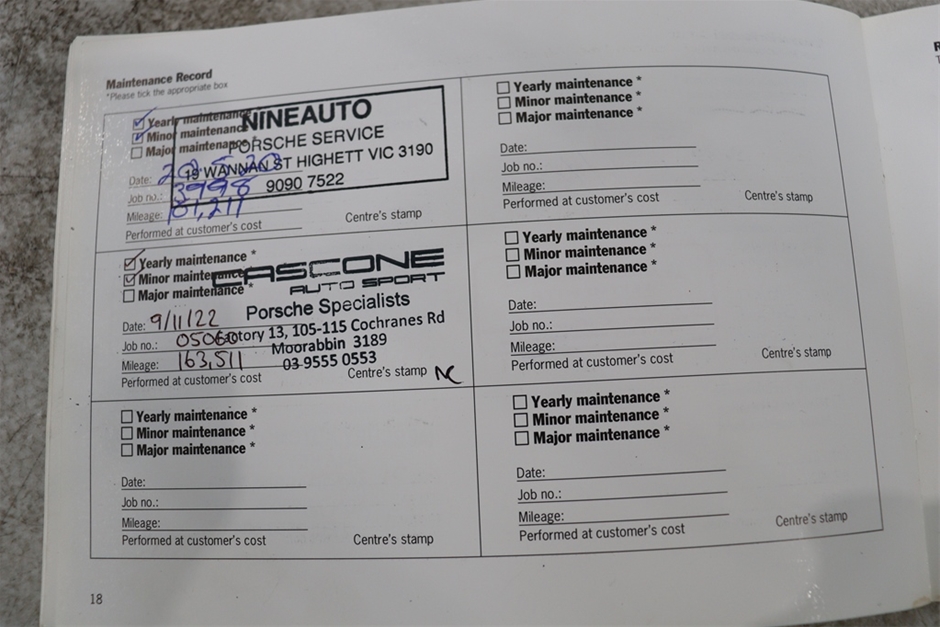 Maintenance Record
*Please tick the appropriate box
Yearly maintenance *
Minor maintenance *
Major maintenance *
NINEAUTO
PORSCHE SERVICE
19 WANNAN ST HIGHETT VIC 3190
9090 7522
Date: 20.5.20
Job no.: 3998
Mileage: 161,211
Performed at customer's cost
Centre's stamp
Yearly maintenance *
Minor maintenance *
Major maintenance *
CASCONE
AUTO SPORT
Porsche Specialists
Factory 13, 105-115 Cochranes Rd
Moorabbin 3189
03 9555 0553
Date: 9/11/22
Job no.: 05060
Mileage: 163,511
Performed at customer's cost
Centre's stamp NC
Yearly maintenance *
Minor maintenance *
Major maintenance *
Date:
Job no.:
Mileage:
Performed at customer's cost
Centre's stamp
Yearly maintenance *
Minor maintenance *
Major maintenance *
Date:
Job no.:
Mileage:
Performed at customer's cost
Centre's stamp
Yearly maintenance *
Minor maintenance *
Major maintenance *
Date:
Job no.:
Mileage:
Performed at customer's cost
Centre's stamp
Yearly maintenance *
Minor maintenance *
Major maintenance *
Date:
Job no.:
Mileage:
Performed at customer's cost
Centre's stamp
18